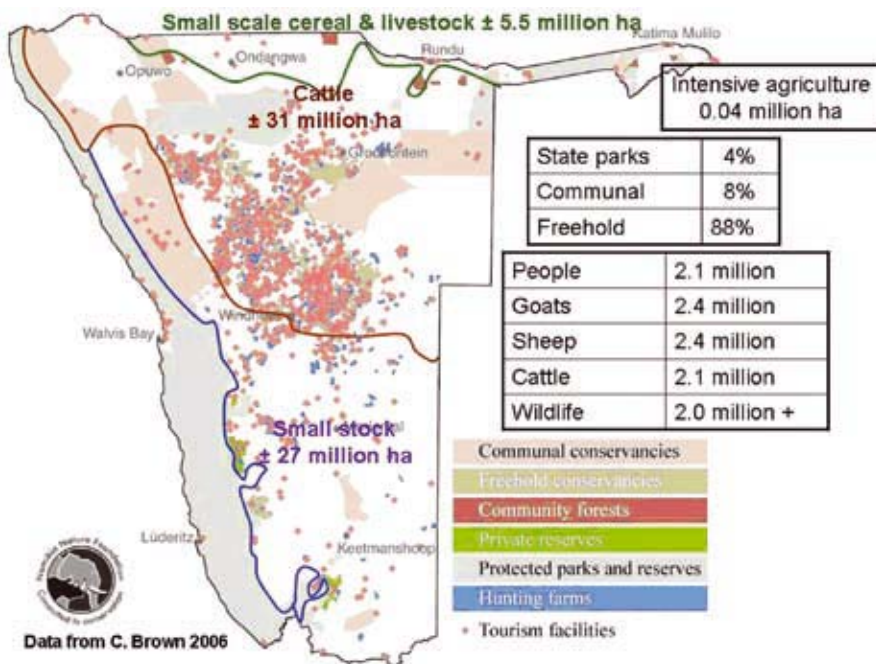 Small scale cereal & livestock ± 5.5 million ha
Katima Mulilo
Ondangwa
Rundu
Opuwo
Cattle
± 31 million ha
Grootfontein
Intensive agriculture
0.04 million ha
State parks 4%
Communal 8%
Freehold 88%
People 2.1 million
Goats 2.4 million
Sheep 2.4 million
Cattle 2.1 million
Wildlife 2.0 million +
Walvis Bay
Small stock
± 27 million ha
Lüderitz
Keetmanshoop
Communal conservancies
Freehold conservancies
Community forests
Private reserves
Protected parks and reserves
Hunting farms
Tourism facilities
Namibia Nature Foundation
Data from C. Brown 2006